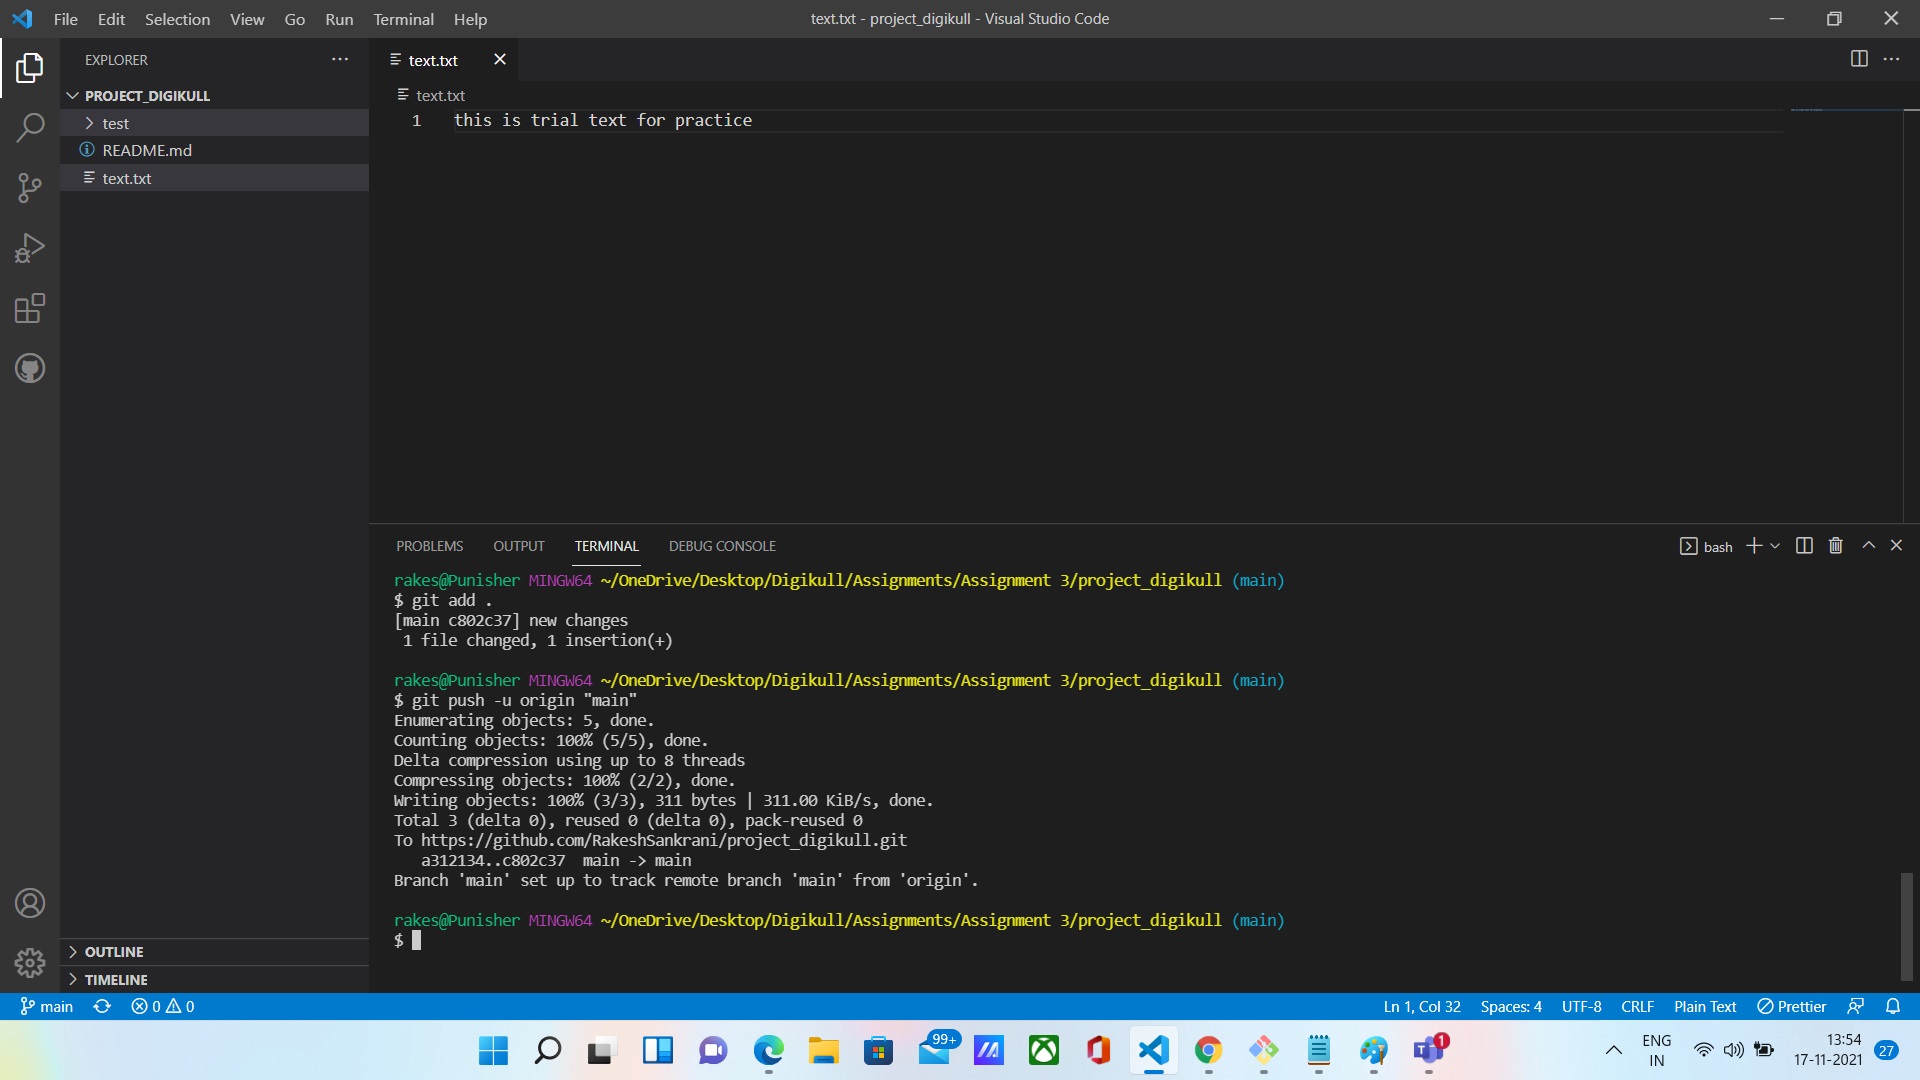 File Edit Selection View Go Run Terminal Help
text.txt - project_digikull - Visual Studio Code
EXPLORER
PROJECT_DIGIKULL
test
README.md
text.txt
text.txt
text.txt
1 this is trial text for practice
PROBLEMS OUTPUT TERMINAL DEBUG CONSOLE
bash
rakes@Punisher MINGW64 ~/OneDrive/Desktop/Digikull/Assignments/Assignment 3/project_digikull (main)
$ git add .
[main c802c37] new changes
1 file changed, 1 insertion(+)
rakes@Punisher MINGW64 ~/OneDrive/Desktop/Digikull/Assignments/Assignment 3/project_digikull (main)
$ git push -u origin "main"
Enumerating objects: 5, done.
Counting objects: 100% (5/5), done.
Delta compression using up to 8 threads
Compressing objects: 100% (2/2), done.
Writing objects: 100% (3/3), 311 bytes | 311.00 KiB/s, done.
Total 3 (delta 0), reused 0 (delta 0), pack-reused 0
To https://github.com/RakeshSankrani/project_digikull.git
a312134..c802c37 main -> main
Branch 'main' set up to track remote branch 'main' from 'origin'.
rakes@Punisher MINGW64 ~/OneDrive/Desktop/Digikull/Assignments/Assignment 3/project_digikull (main)
$
OUTLINE
TIMELINE
main 0 0
Ln 1, Col 32 Spaces: 4 UTF-8 CRLF Plain Text Prettier
99+
1
ENG
IN
13:54
17-11-2021
27